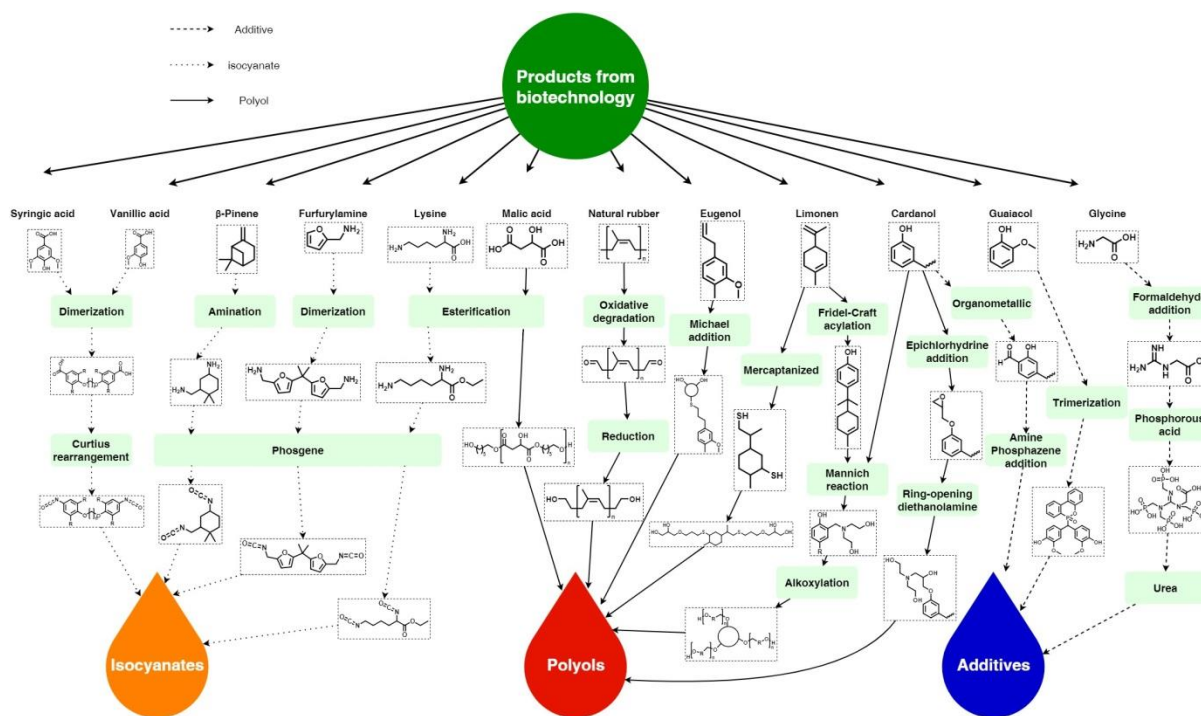 Additive
isocyanate
Polyol
Products from
biotechnology
Syringic acid
Vanillic acid
β-Pinene
Furfurylamine
Lysine
Malic acid
Natural rubber
Eugenol
Limonen
Cardanol
Guaiacol
Glycine
Dimerization
Amination
Dimerization
Esterification
Oxidative
degradation
Michael
addition
Fridel-Craft
acylation
Organometallic
Formaldehyde
addition
Mercaptanized
Epichlorhydrine
addition
Trimerization
Curtius
rearrangement
Phosgene
Reduction
Mannich
reaction
Amine
Phosphazene
addition
Phosphorous
acid
Ring-opening
diethanolamine
Alkoxylation
Urea
Isocyanates
Polyols
Additives